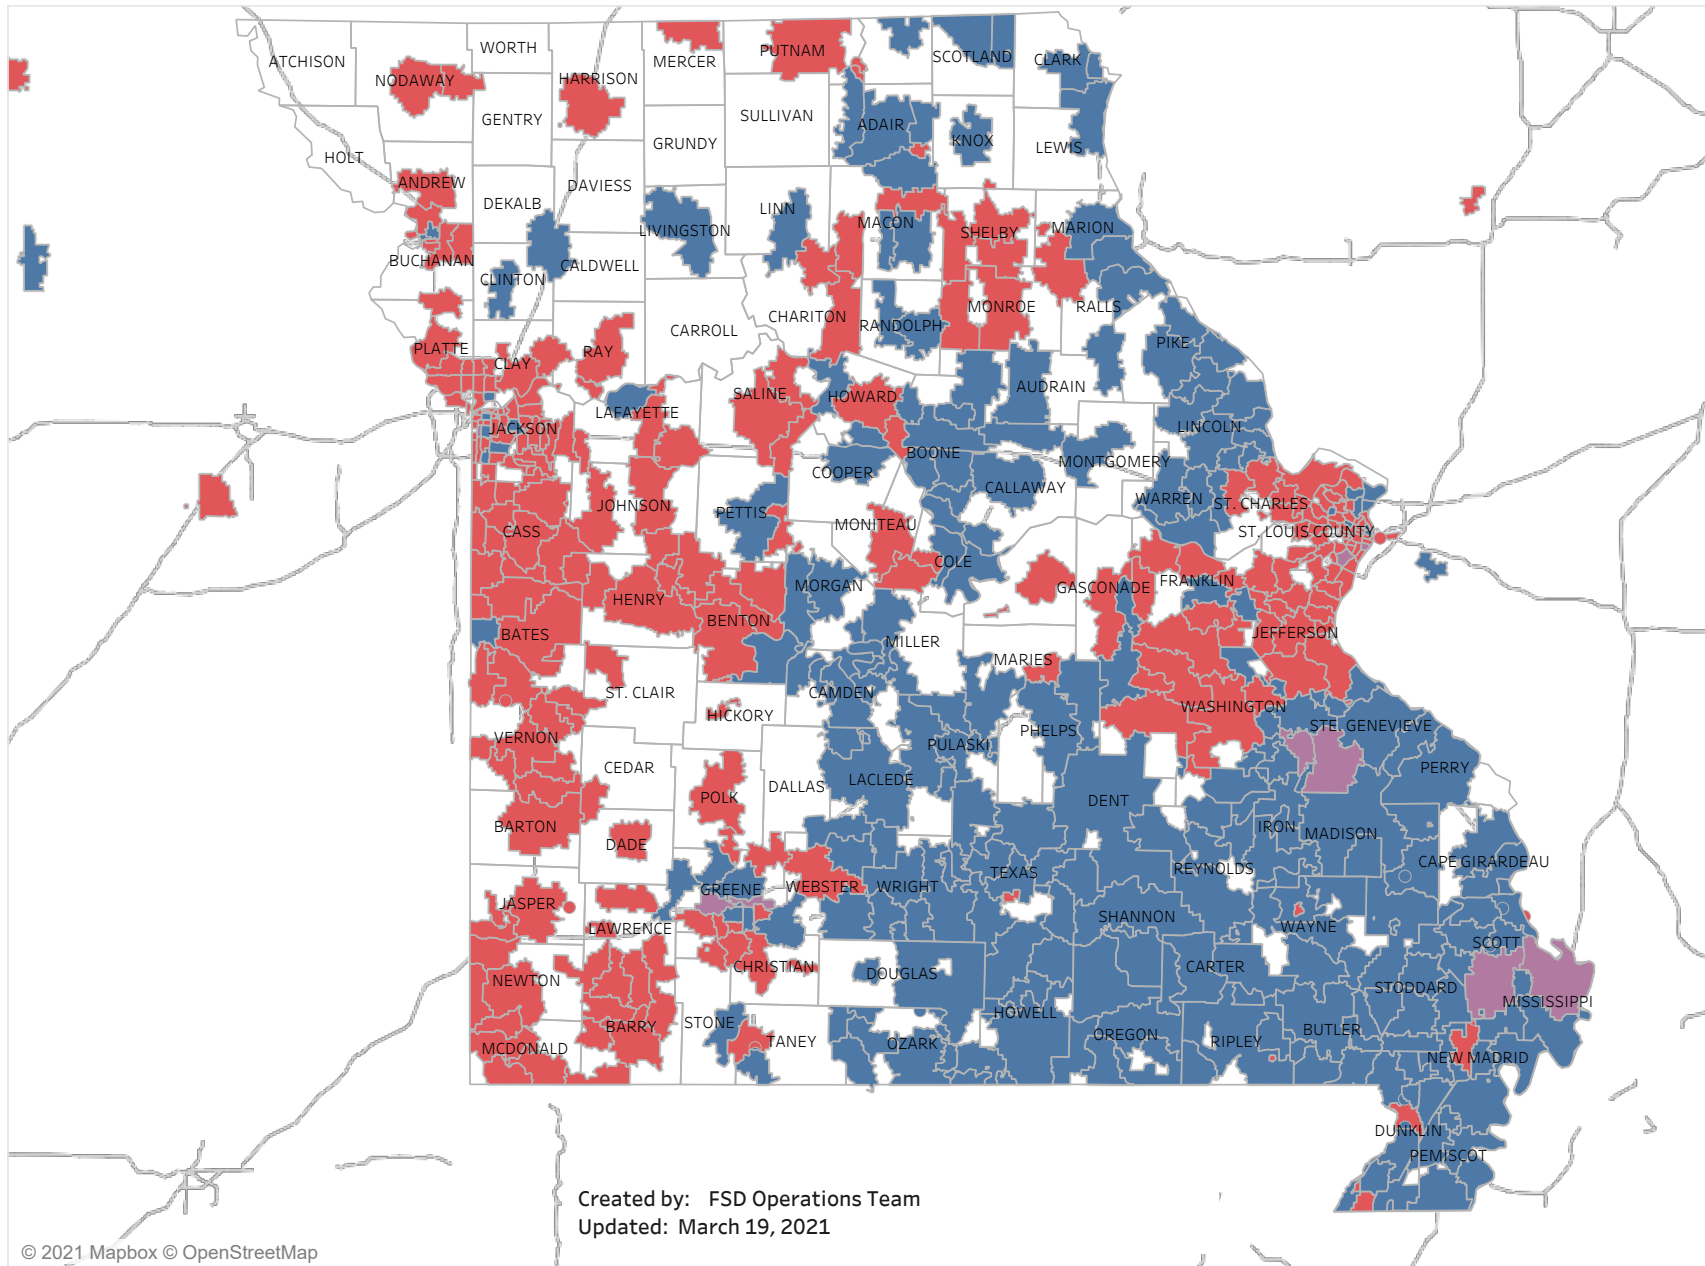 WORTH
ATCHISON
NODAWAY
HARRISON
MERCER
PUTNAM
SCOTLAND
CLARK
GENTRY
SULLIVAN
ADAIR
KNOX
LEWIS
HOLT
GRUNDY
ANDREW
DEKALB
DAVIESS
LIVINGSTON
LINN
MACON
SHELBY
MARION
BUCHANAN
CLINTON
CALDWELL
CHARITON
RANDOLPH
MONROE
RALLS
CARROLL
PLATTE
CLAY
RAY
PIKE
SALINE
HOWARD
AUDRAIN
LAFAYETTE
JACKSON
LINCOLN
COOPER
BOONE
MONTGOMERY
CALLAWAY
WARREN
ST. CHARLES
JOHNSON
PETTIS
CASS
MONITEAU
ST. LOUIS COUNTY
COLE
MORGAN
GASCONADE
FRANKLIN
HENRY
BENTON
BATES
MILLER
JEFFERSON
MARIES
ST. CLAIR
CAMDEN
HICKORY
WASHINGTON
STE. GENEVIEVE
VERNON
PULASKI
PHELPS
CEDAR
DALLAS
LACLEDE
PERRY
POLK
DENT
BARTON
DADE
IRON
MADISON
CAPE GIRARDEAU
GREENE
WEBSTER
WRIGHT
TEXAS
REYNOLDS
JASPER
LAWRENCE
SHANNON
WAYNE
SCOTT
NEWTON
CHRISTIAN
DOUGLAS
CARTER
STODDARD
MISSISSIPPI
BARRY
STONE
TANEY
OZARK
HOWELL
OREGON
RIPLEY
BUTLER
MCDONALD
NEW MADRID
DUNKLIN
PEMISCOT
Created by: FSD Operations Team
Updated: March 19, 2021
© 2021 Mapbox © OpenStreetMap